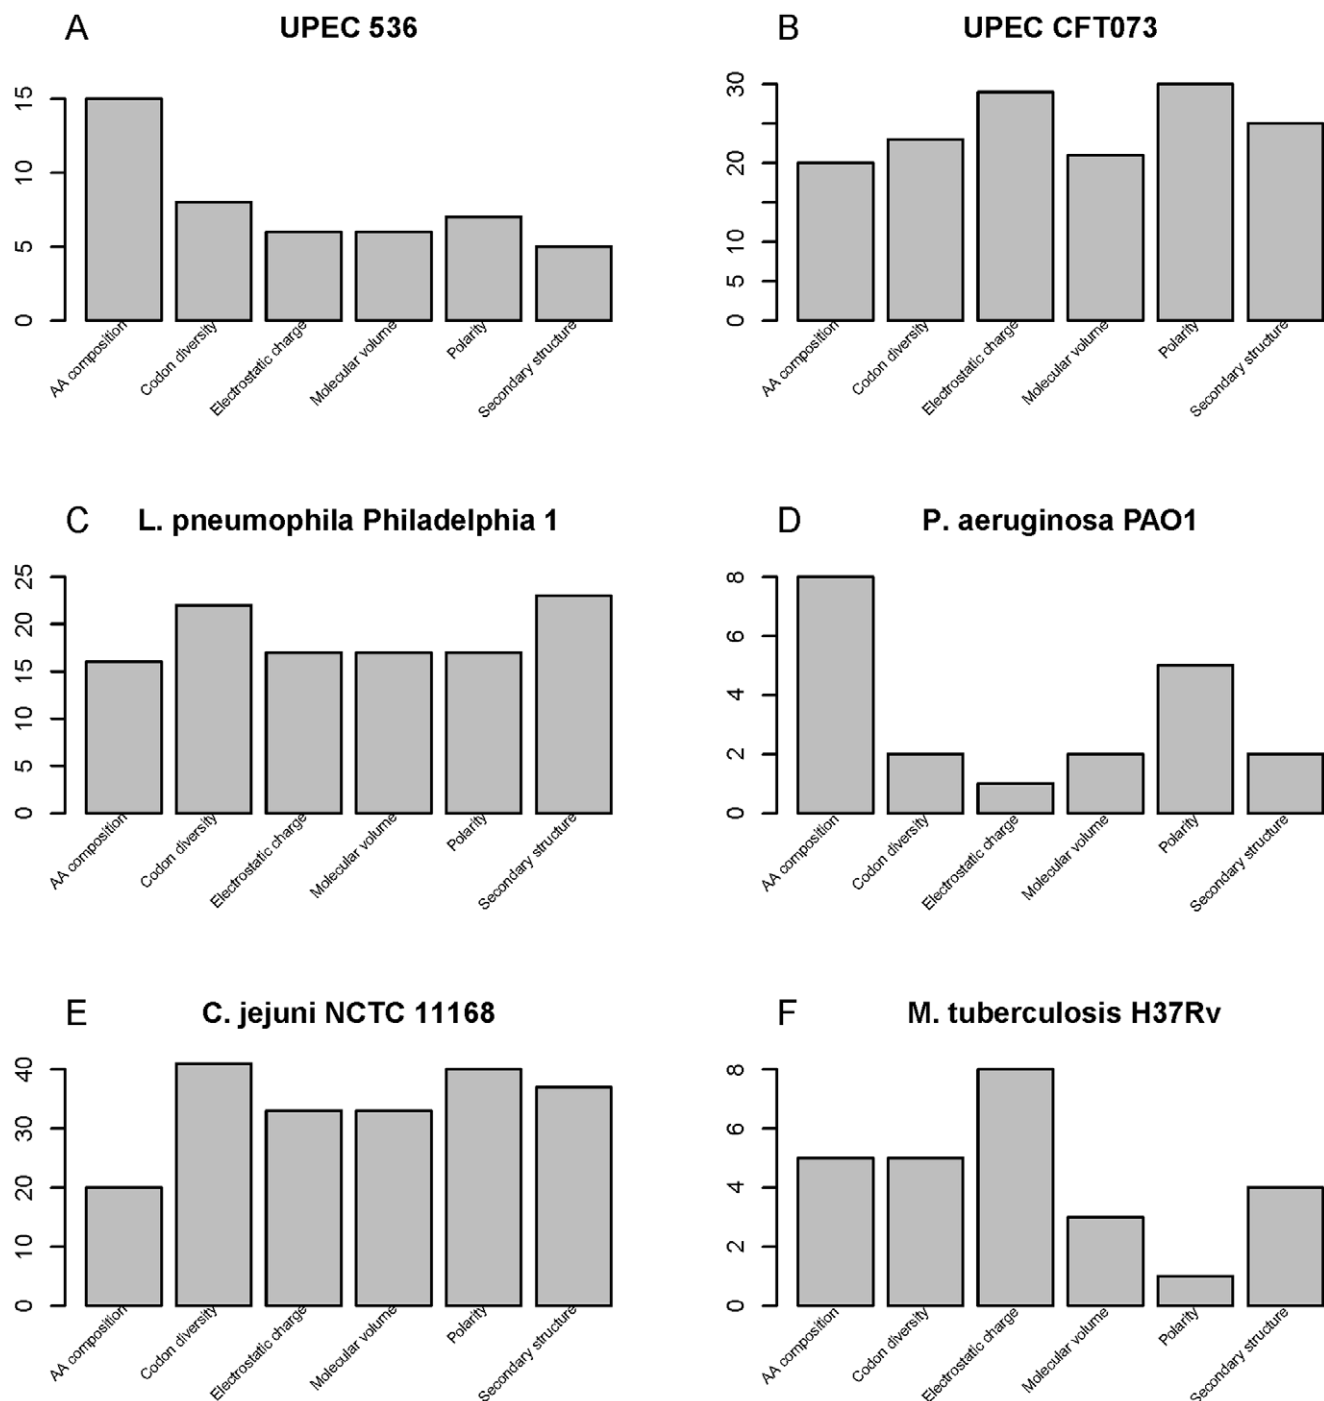 A UPEC 536
15
10
5
0
AA composition
Codon diversity
Electrostatic charge
Molecular volume
Polarity
Secondary structure
B UPEC CFT073
30
20
10
5
0
AA composition
Codon diversity
Electrostatic charge
Molecular volume
Polarity
Secondary structure
C L. pneumophila Philadelphia 1
25
20
15
10
5
0
AA composition
Codon diversity
Electrostatic charge
Molecular volume
Polarity
Secondary structure
D P. aeruginosa PAO1
8
6
4
2
0
AA composition
Codon diversity
Electrostatic charge
Molecular volume
Polarity
Secondary structure
E C. jejuni NCTC 11168
40
30
20
10
0
AA composition
Codon diversity
Electrostatic charge
Molecular volume
Polarity
Secondary structure
F M. tuberculosis H37Rv
8
6
4
2
0
AA composition
Codon diversity
Electrostatic charge
Molecular volume
Polarity
Secondary structure